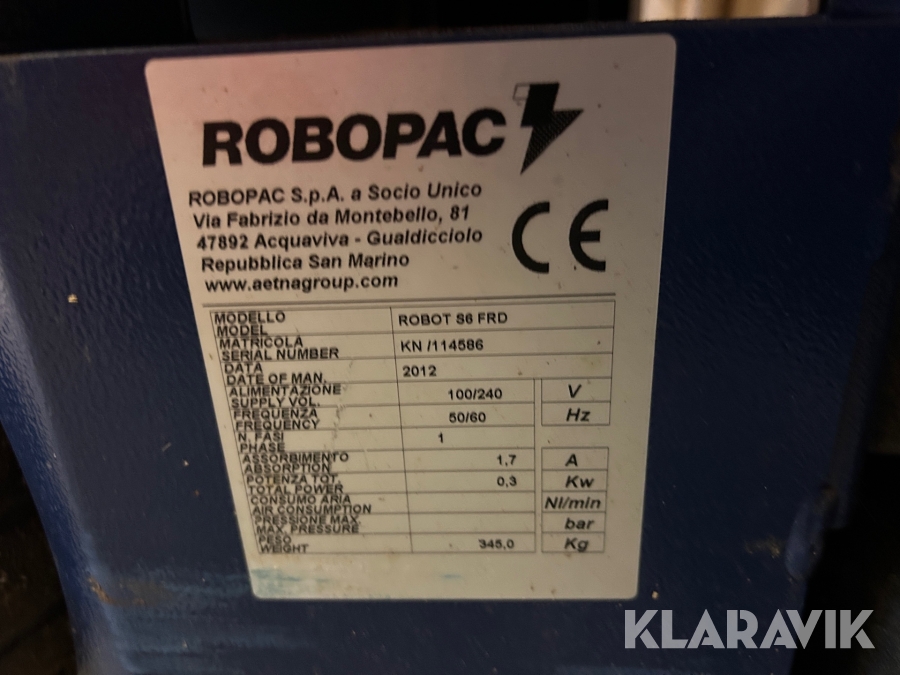 ROBOPAC
ROBOPAC S.p.A. a Socio Unico
Via Fabrizio da Montebello, 81
47892 Acquaviva - Gualdicciolo
Repubblica San Marino
www.aetnagroup.com
CE
MODELLO
MODEL
ROBOT S6 FRD
MATRICOLA
SERIAL NUMBER
KN /114586
DATA
DATE OF MAN.
2012
ALIMENTAZIONE
SUPPLY VOL.
100/240 V
FREQUENZA
FREQUENCY
50/60 Hz
N. FASI
PHASE
1
ASSORBIMENTO
ABSORPTION
1,7 A
POTENZA TOT.
TOTAL POWER
0,3 Kw
CONSUMO ARIA
AIR CONSUMPTION
Nl/min
PRESSIONE MAX.
MAX. PRESSURE
bar
PESO
WEIGHT
345,0 Kg
KLARAVIK